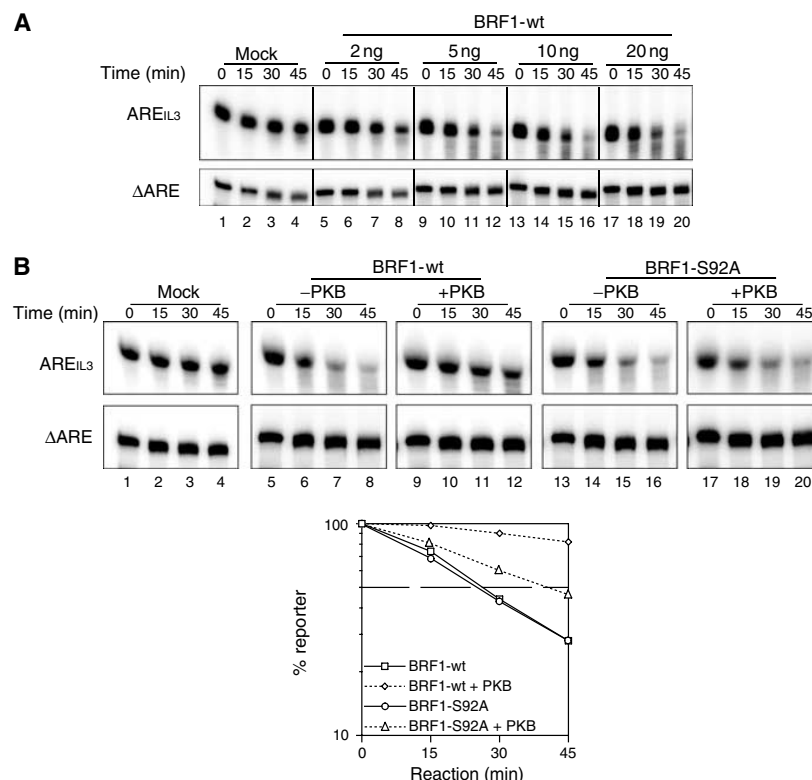 A
BRF1-wt
Mock 2 ng 5 ng 10 ng 20 ng
Time (min) 0 15 30 45 0 15 30 45 0 15 30 45 0 15 30 45 0 15 30 45
AREIL3
ΔARE
1 2 3 4 5 6 7 8 9 10 11 12 13 14 15 16 17 18 19 20
B
BRF1-wt BRF1-S92A
Mock –PKB +PKB –PKB +PKB
Time (min) 0 15 30 45 0 15 30 45 0 15 30 45 0 15 30 45 0 15 30 45
AREIL3
ΔARE
1 2 3 4 5 6 7 8 9 10 11 12 13 14 15 16 17 18 19 20
100
% reporter
BRF1-wt
BRF1-wt + PKB
BRF1-S92A
BRF1-S92A + PKB
10
0 15 30 45
Reaction (min)